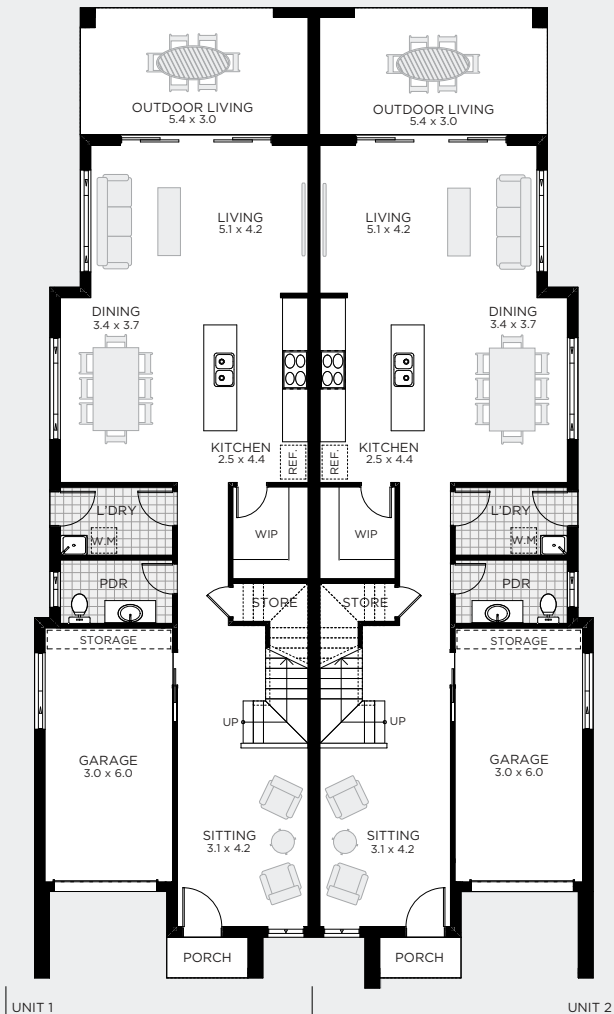 OUTDOOR LIVING
5.4 x 3.0
OUTDOOR LIVING
5.4 x 3.0
LIVING
5.1 x 4.2
LIVING
5.1 x 4.2
DINING
3.4 x 3.7
DINING
3.4 x 3.7
KITCHEN
2.5 x 4.4
REF.
REF.
KITCHEN
2.5 x 4.4
L'DRY
W.M
WIP
WIP
L'DRY
W.M
PDR
STORE
STORE
PDR
STORAGE
STORAGE
UP
UP
GARAGE
3.0 x 6.0
GARAGE
3.0 x 6.0
SITTING
3.1 x 4.2
SITTING
3.1 x 4.2
PORCH
PORCH
UNIT 1
UNIT 2